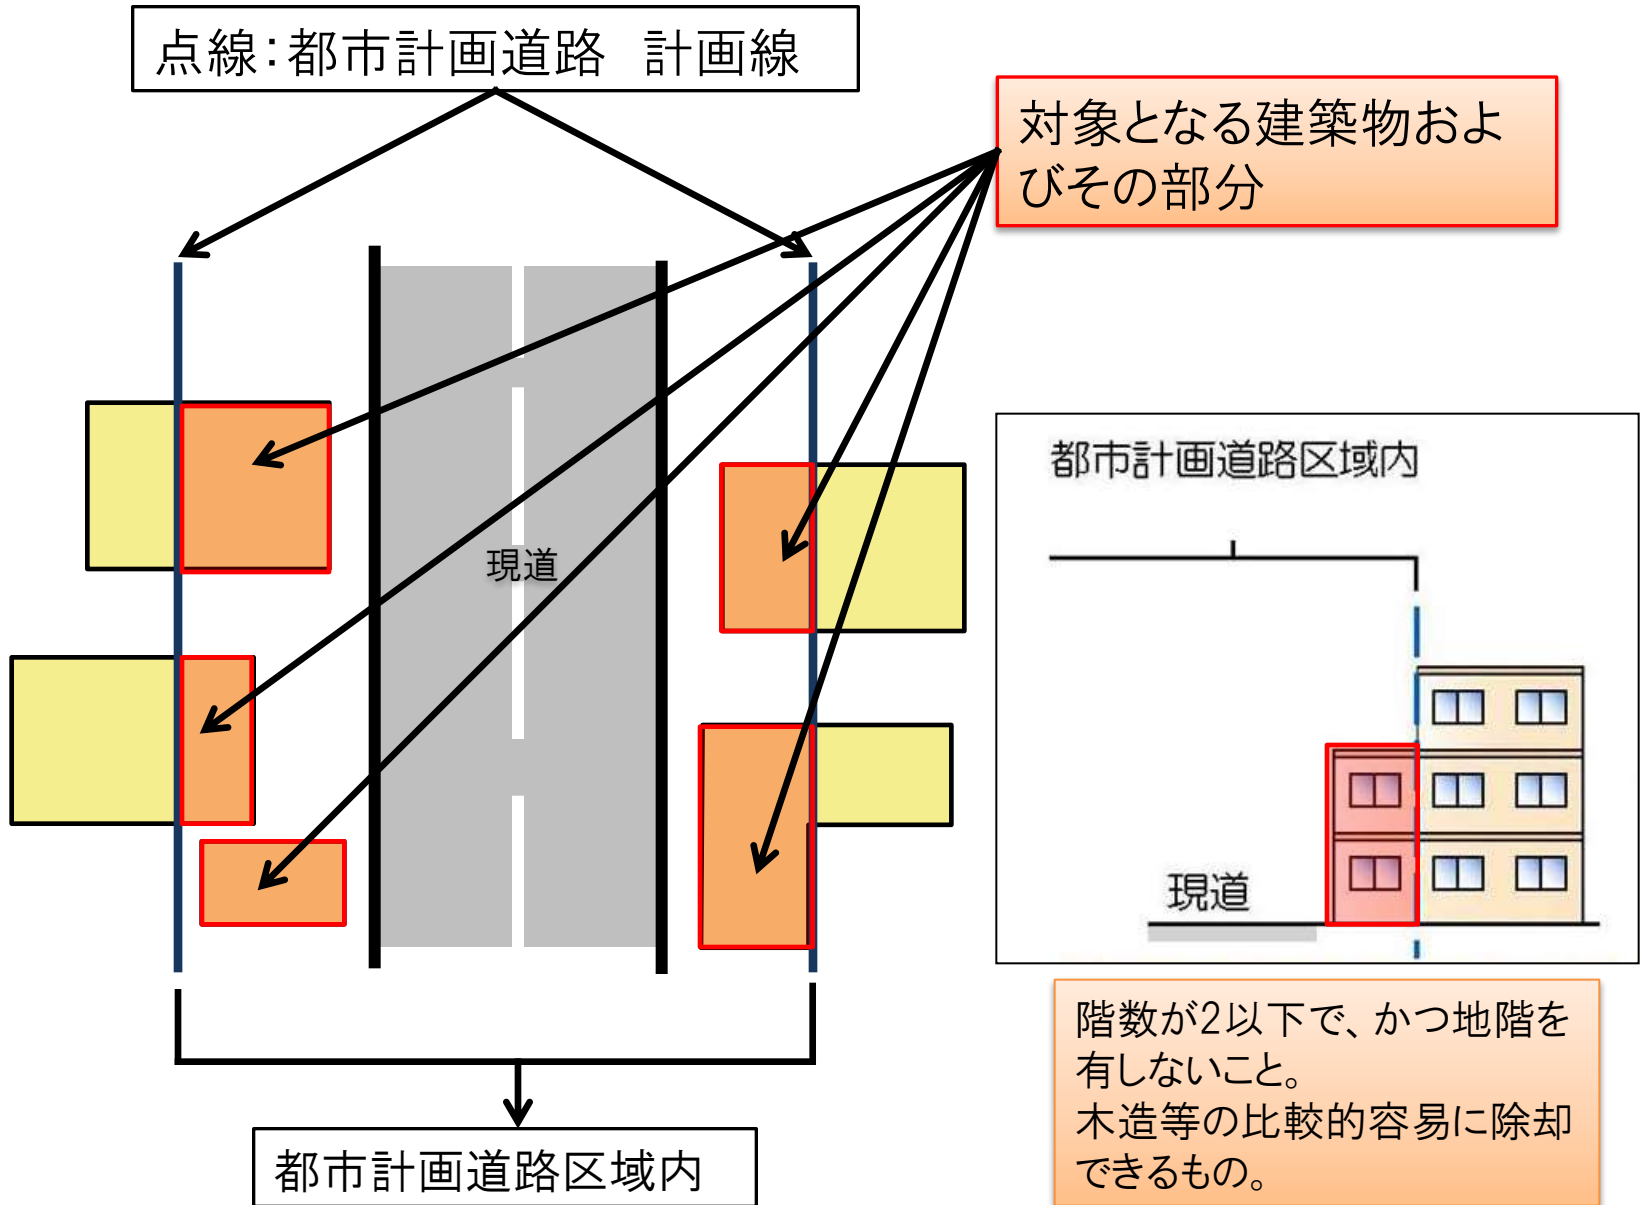 点線：都市計画道路　計画線
対象となる建築物およ
びその部分
現道
都市計画道路区域内
現道
階数が2以下で、かつ地階を
有しないこと。
木造等の比較的容易に除却
できるもの。
都市計画道路区域内